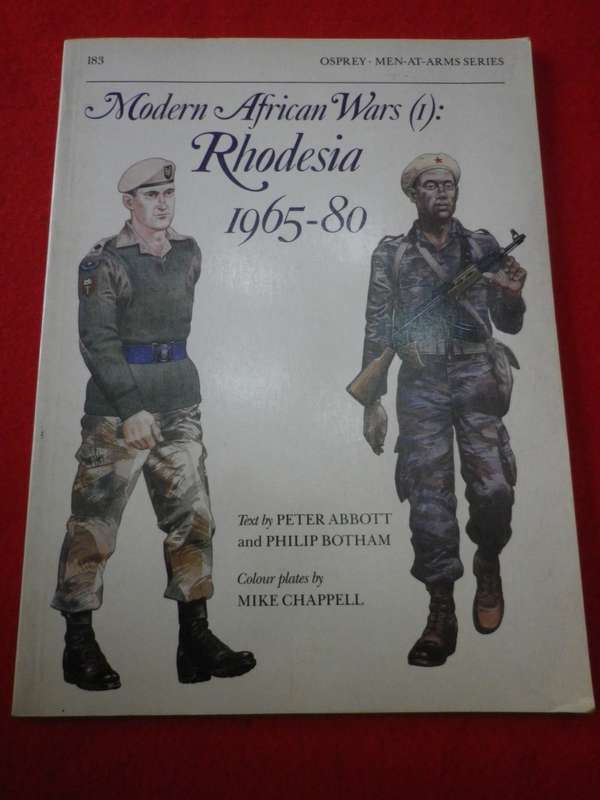 183
OSPREY · MEN-AT-ARMS SERIES
Modern African Wars (1):
Rhodesia
1965-80
Text by PETER ABBOTT
and PHILIP BOTHAM
Colour plates by
MIKE CHAPPELL